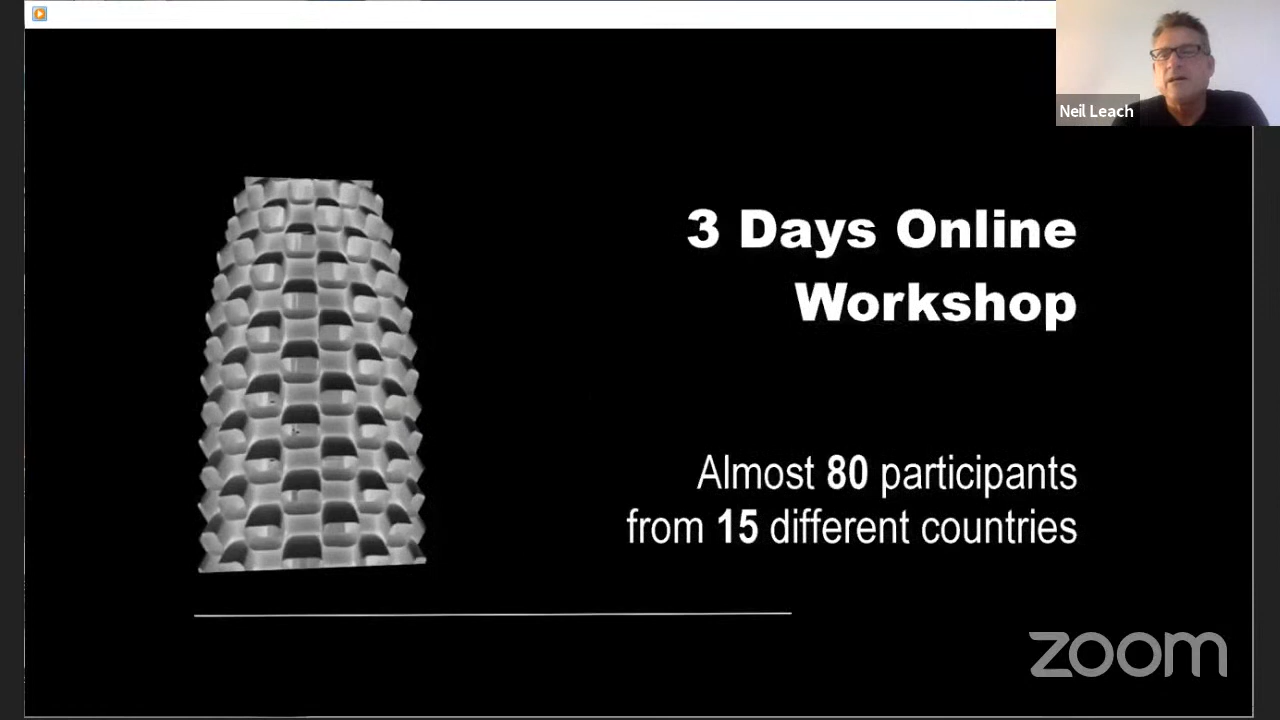 Neil Leach
3 Days Online
Workshop
Almost 80 participants
from 15 different countries
zoom